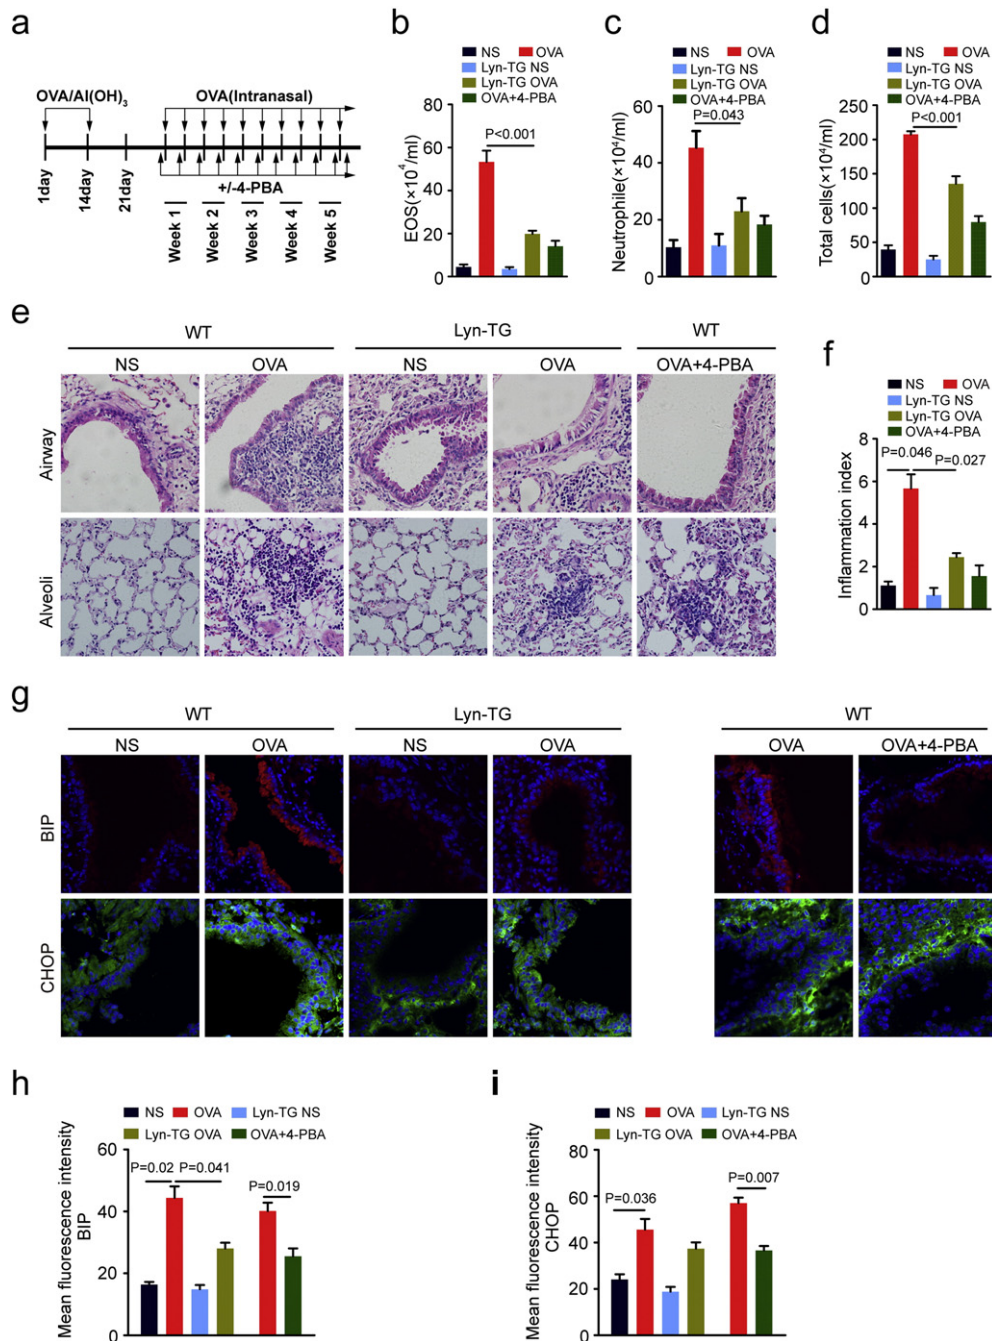 a
OVA/Al(OH)3
OVA(Intranasal)
+/-4-PBA
1day
14day
21day
Week 1
Week 2
Week 3
Week 4
Week 5
b
NS
OVA
Lyn-TG NS
Lyn-TG OVA
OVA+4-PBA
EOS(×10^4/ml)
80
60
40
20
0
P<0.001
c
NS
OVA
Lyn-TG NS
Lyn-TG OVA
OVA+4-PBA
Neutrophile(×10^4/ml)
60
40
20
0
P=0.043
d
NS
OVA
Lyn-TG NS
Lyn-TG OVA
OVA+4-PBA
Total cells(×10^4/ml)
250
200
150
100
50
0
P<0.001
e
WT
Lyn-TG
WT
NS
OVA
NS
OVA
OVA+4-PBA
Airway
Alveoli
f
NS
OVA
Lyn-TG NS
Lyn-TG OVA
OVA+4-PBA
Inflammation index
8
6
4
2
0
P=0.046
P=0.027
g
WT
Lyn-TG
WT
NS
OVA
NS
OVA
OVA
OVA+4-PBA
BIP
CHOP
h
NS
OVA
Lyn-TG NS
Lyn-TG OVA
OVA+4-PBA
Mean fluorescence intensity
BIP
60
40
20
0
P=0.02
P=0.041
P=0.019
i
NS
OVA
Lyn-TG NS
Lyn-TG OVA
OVA+4-PBA
Mean fluorescence intensity
CHOP
80
60
40
20
0
P=0.036
P=0.007